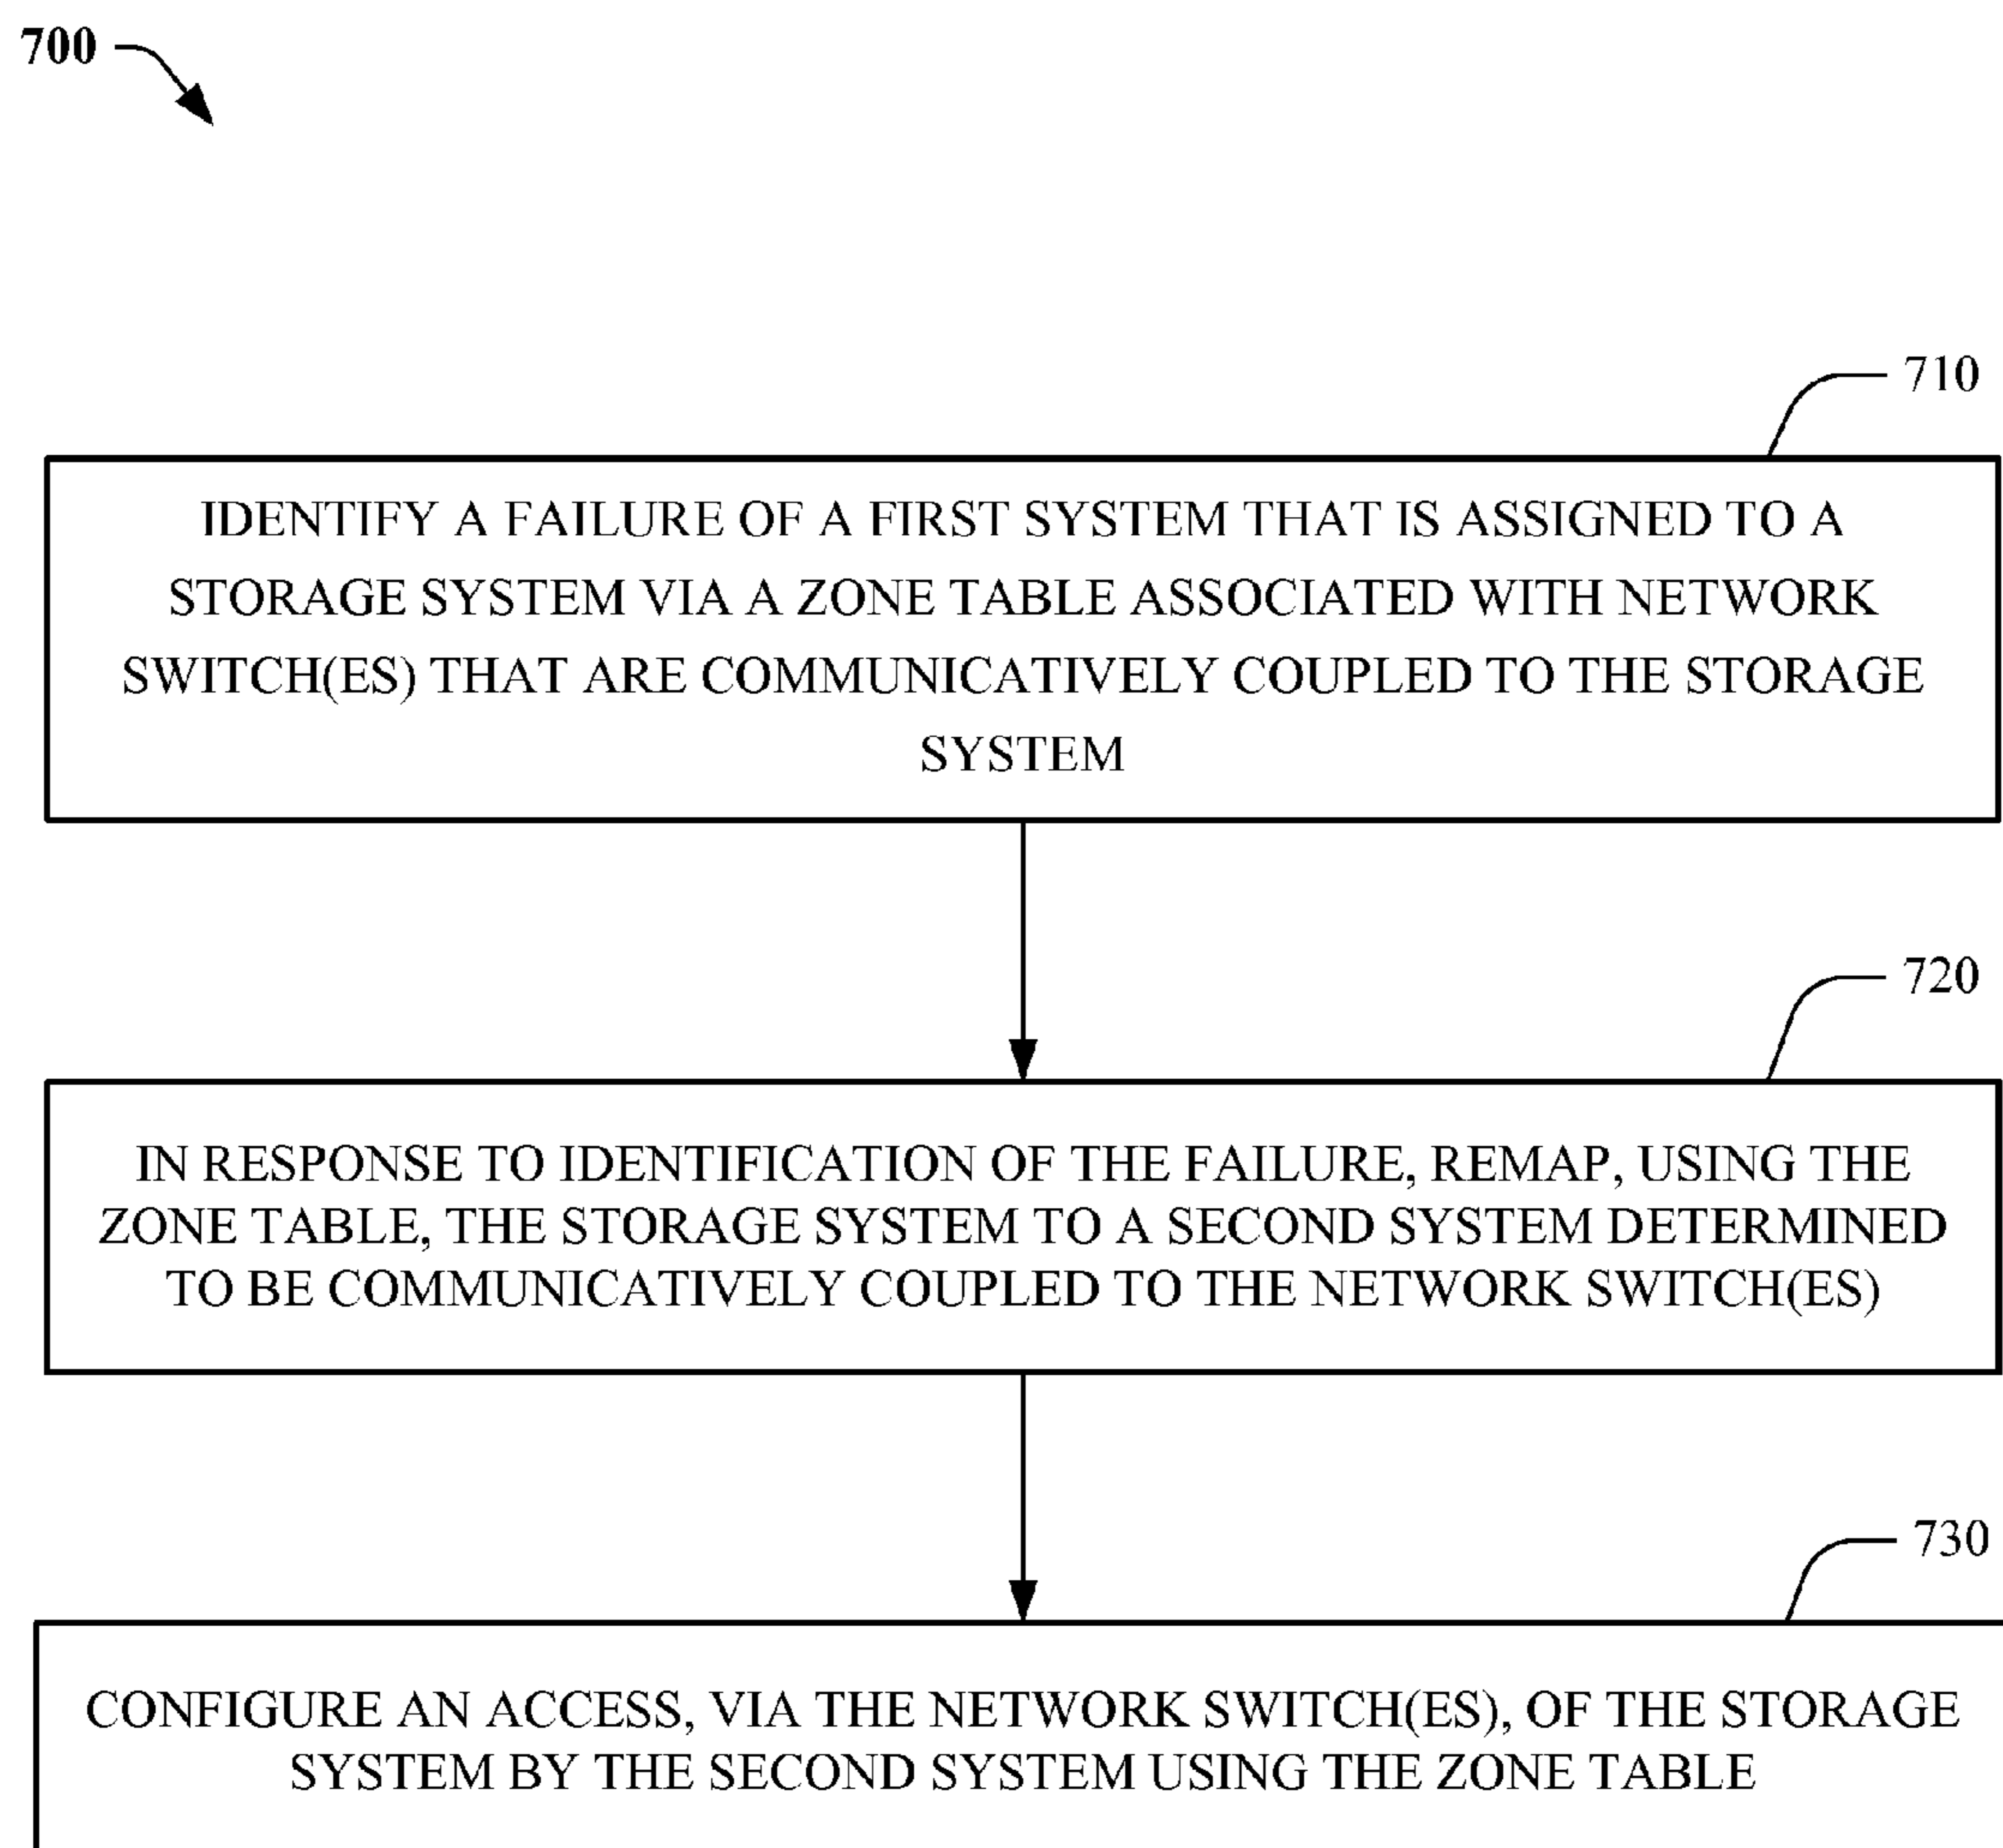 700
710
IDENTIFY A FAILURE OF A FIRST SYSTEM THAT IS ASSIGNED TO A
STORAGE SYSTEM VIA A ZONE TABLE ASSOCIATED WITH NETWORK
SWITCH(ES) THAT ARE COMMUNICATIVELY COUPLED TO THE STORAGE
SYSTEM
720
IN RESPONSE TO IDENTIFICATION OF THE FAILURE, REMAP, USING THE
ZONE TABLE, THE STORAGE SYSTEM TO A SECOND SYSTEM DETERMINED
TO BE COMMUNICATIVELY COUPLED TO THE NETWORK SWITCH(ES)
730
CONFIGURE AN ACCESS, VIA THE NETWORK SWITCH(ES), OF THE STORAGE
SYSTEM BY THE SECOND SYSTEM USING THE ZONE TABLE